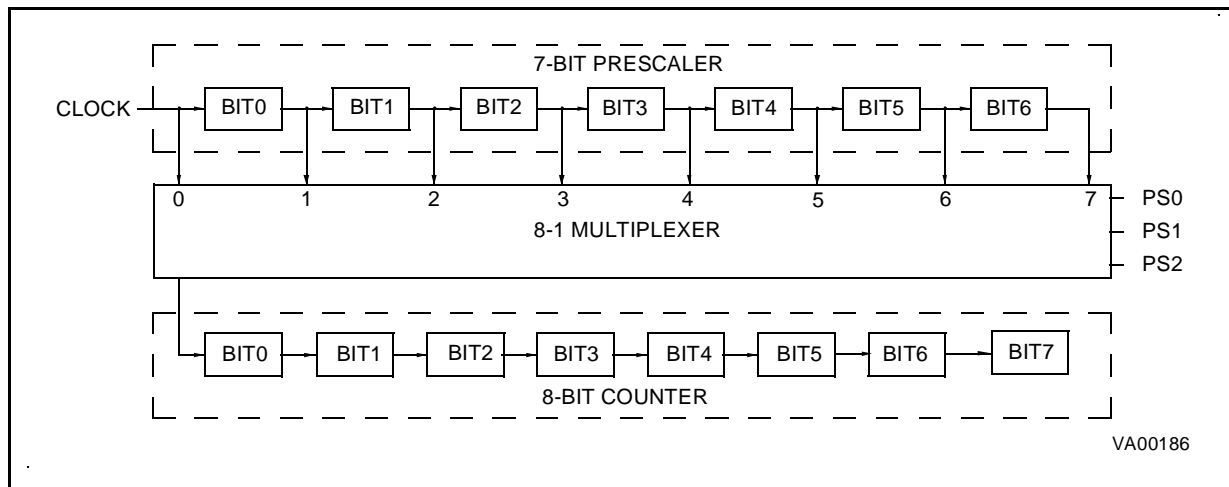 7-BIT PRESCALER
CLOCK BIT0 BIT1 BIT2 BIT3 BIT4 BIT5 BIT6
0 1 2 3 4 5 6 7 PS0
8-1 MULTIPLEXER PS1
PS2
BIT0 BIT1 BIT2 BIT3 BIT4 BIT5 BIT6 BIT7
8-BIT COUNTER
VA00186